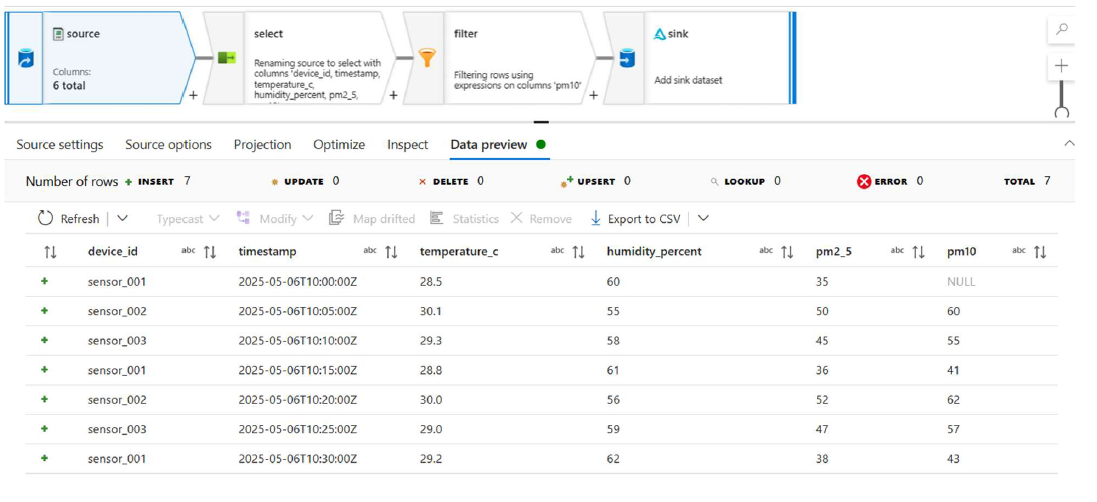 source
Columns:
6 total
+
select
Renaming source to select with
columns 'device_id, timestamp,
temperature_c,
humidity_percent, pm2_5,
+
filter
Filtering rows using
expressions on columns 'pm10'
+
sink
Add sink dataset
Source settings Source options Projection Optimize Inspect Data preview
Number of rows + INSERT 7 UPDATE 0 DELETE 0 UPSERT 0 LOOKUP 0 ERROR 0 TOTAL 7
Refresh Typecast Modify Map drifted Statistics Remove Export to CSV
device_id abc timestamp abc temperature_c abc humidity_percent abc pm2_5 abc pm10 abc
+ sensor_001 2025-05-06T10:00:00Z 28.5 60 35 NULL
+ sensor_002 2025-05-06T10:05:00Z 30.1 55 50 60
+ sensor_003 2025-05-06T10:10:00Z 29.3 58 45 55
+ sensor_001 2025-05-06T10:15:00Z 28.8 61 36 41
+ sensor_002 2025-05-06T10:20:00Z 30.0 56 52 62
+ sensor_003 2025-05-06T10:25:00Z 29.0 59 47 57
+ sensor_001 2025-05-06T10:30:00Z 29.2 62 38 43